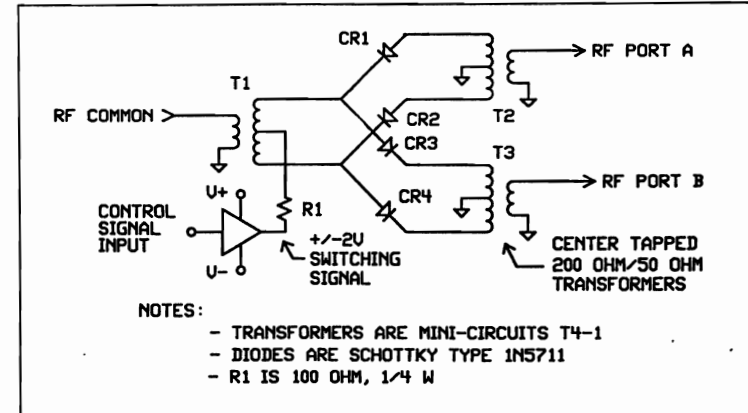 CR1
RF PORT A
T1
RF COMMON
CR2
T2
CR3
T3
V+
RF PORT B
CONTROL
SIGNAL
INPUT
R1
CR4
+/-2V
SWITCHING
SIGNAL
V-
CENTER TAPPED
200 OHM/50 OHM
TRANSFORMERS
NOTES:
- TRANSFORMERS ARE MINI-CIRCUITS T4-1
- DIODES ARE SCHOTTKY TYPE 1N5711
- R1 IS 100 OHM, 1/4 W